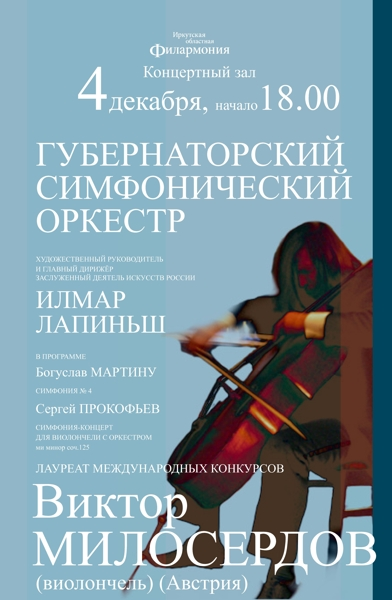 Иркутская
областная
Филармония
Концертный зал
4 декабря, начало 18.00
ГУБЕРНАТОРСКИЙ
СИМФОНИЧЕСКИЙ
ОРКЕСТР
ХУДОЖЕСТВЕННЫЙ РУКОВОДИТЕЛЬ
И ГЛАВНЫЙ ДИРИЖЁР
ЗАСЛУЖЕННЫЙ ДЕЯТЕЛЬ ИСКУССТВ РОССИИ
ИЛМАР
ЛАПИНЬШ
В ПРОГРАММЕ
Богуслав МАРТИНУ
СИМФОНИЯ № 4
Сергей ПРОКОФЬЕВ
СИМФОНИЯ-КОНЦЕРТ
ДЛЯ ВИОЛОНЧЕЛИ С ОРКЕСТРОМ
ми минор соч.125
ЛАУРЕАТ МЕЖДУНАРОДНЫХ КОНКУРСОВ
Виктор
МИЛОСЕРДОВ
(виолончель) (Австрия)